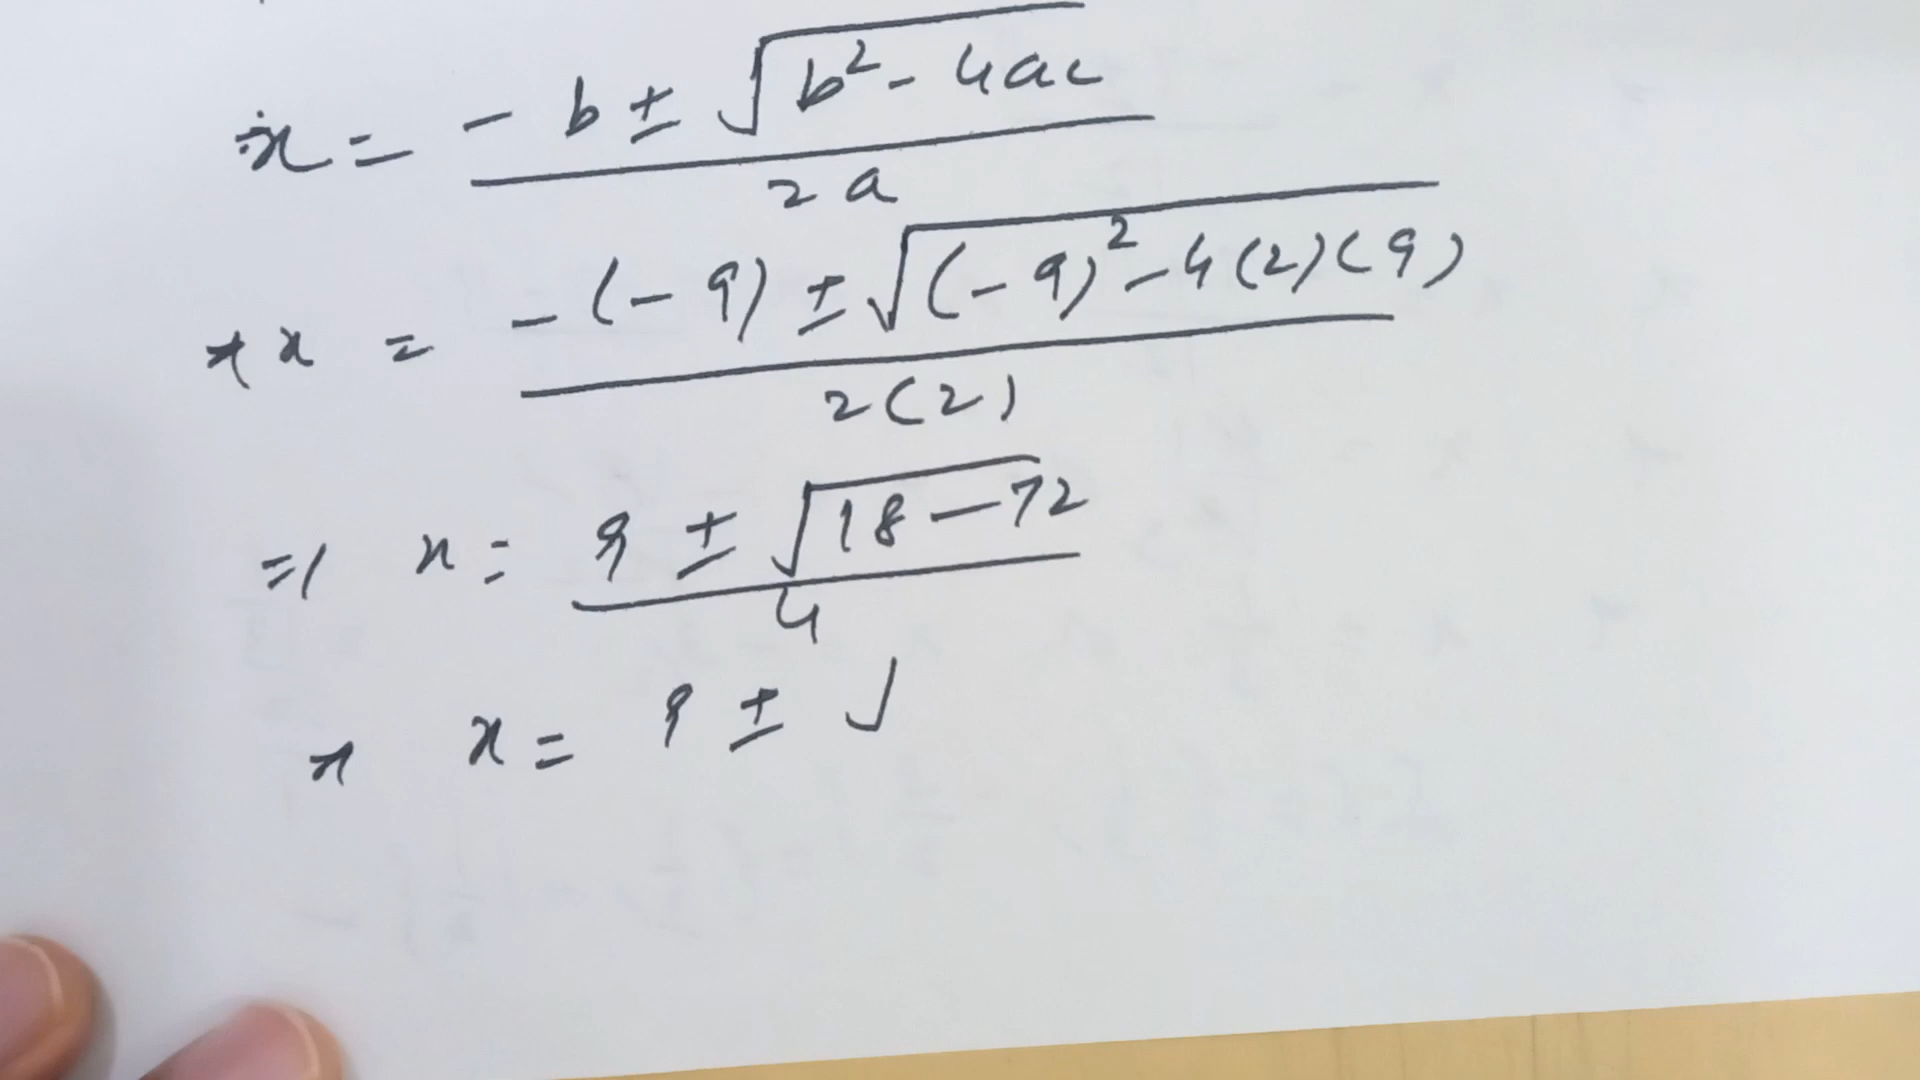 ∴ x = (- b ± √(b² - 4ac)) / 2a
⇒ x = (-(-9) ± √((-9)² - 4(2)(9))) / 2(2)
⇒ x = (9 ± √(18 - 72)) / 4
⇒ x = 9 ± √